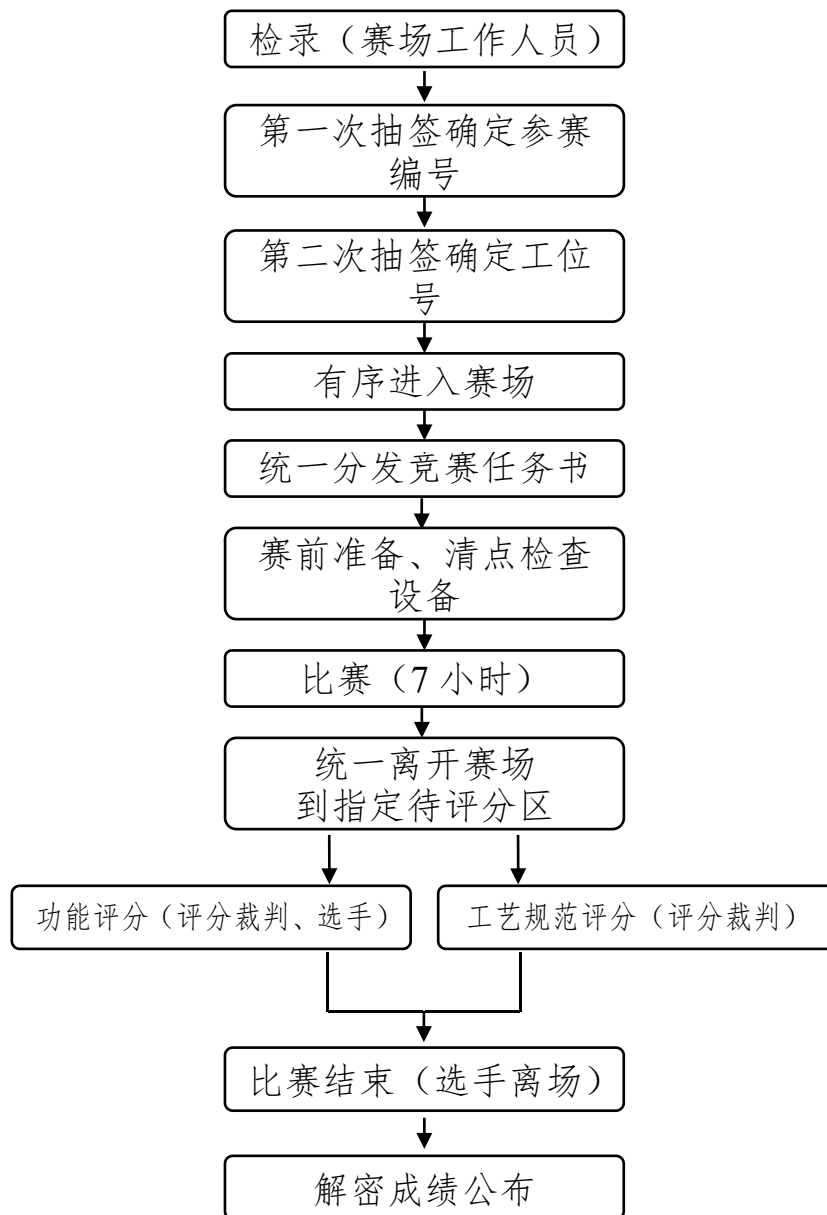 检录（赛场工作人员）
第一次抽签确定参赛
编号
第二次抽签确定工位
号
有序进入赛场
统一分发竞赛任务书
赛前准备、清点检查
设备
比赛（7 小时）
统一离开赛场
到指定待评分区
功能评分（评分裁判、选手）
工艺规范评分（评分裁判）
比赛结束（选手离场）
解密成绩公布